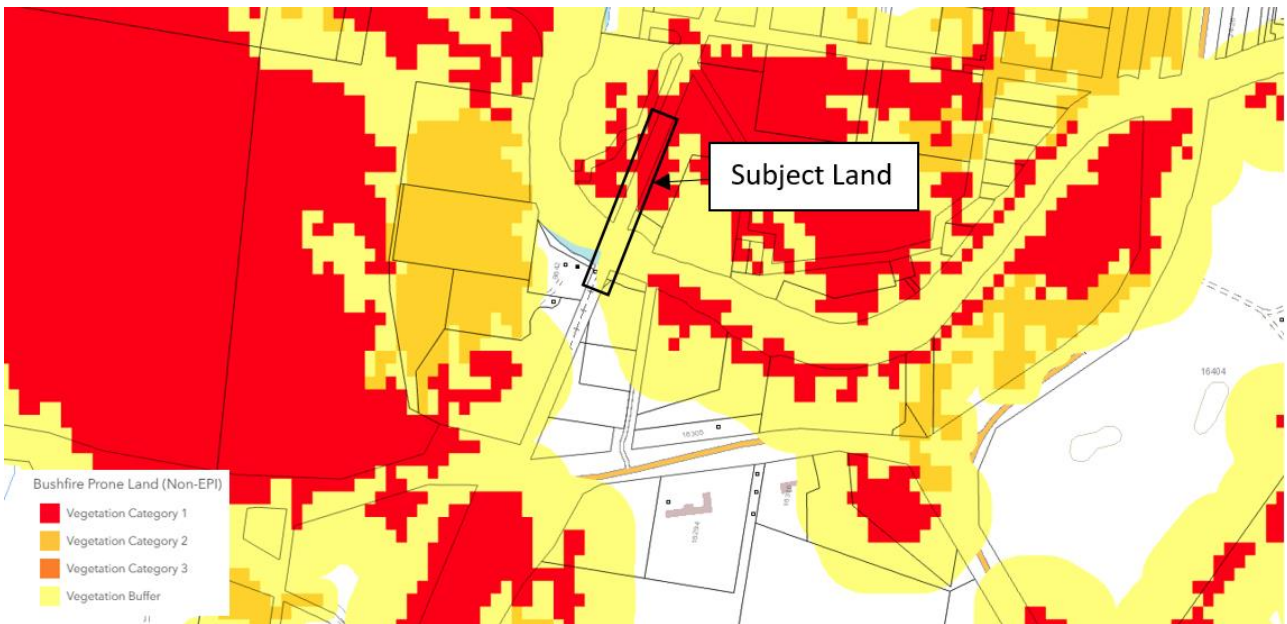 Subject Land
16404
16305
16294
Bushfire Prone Land (Non-EPI)
Vegetation Category 1
Vegetation Category 2
Vegetation Category 3
Vegetation Buffer